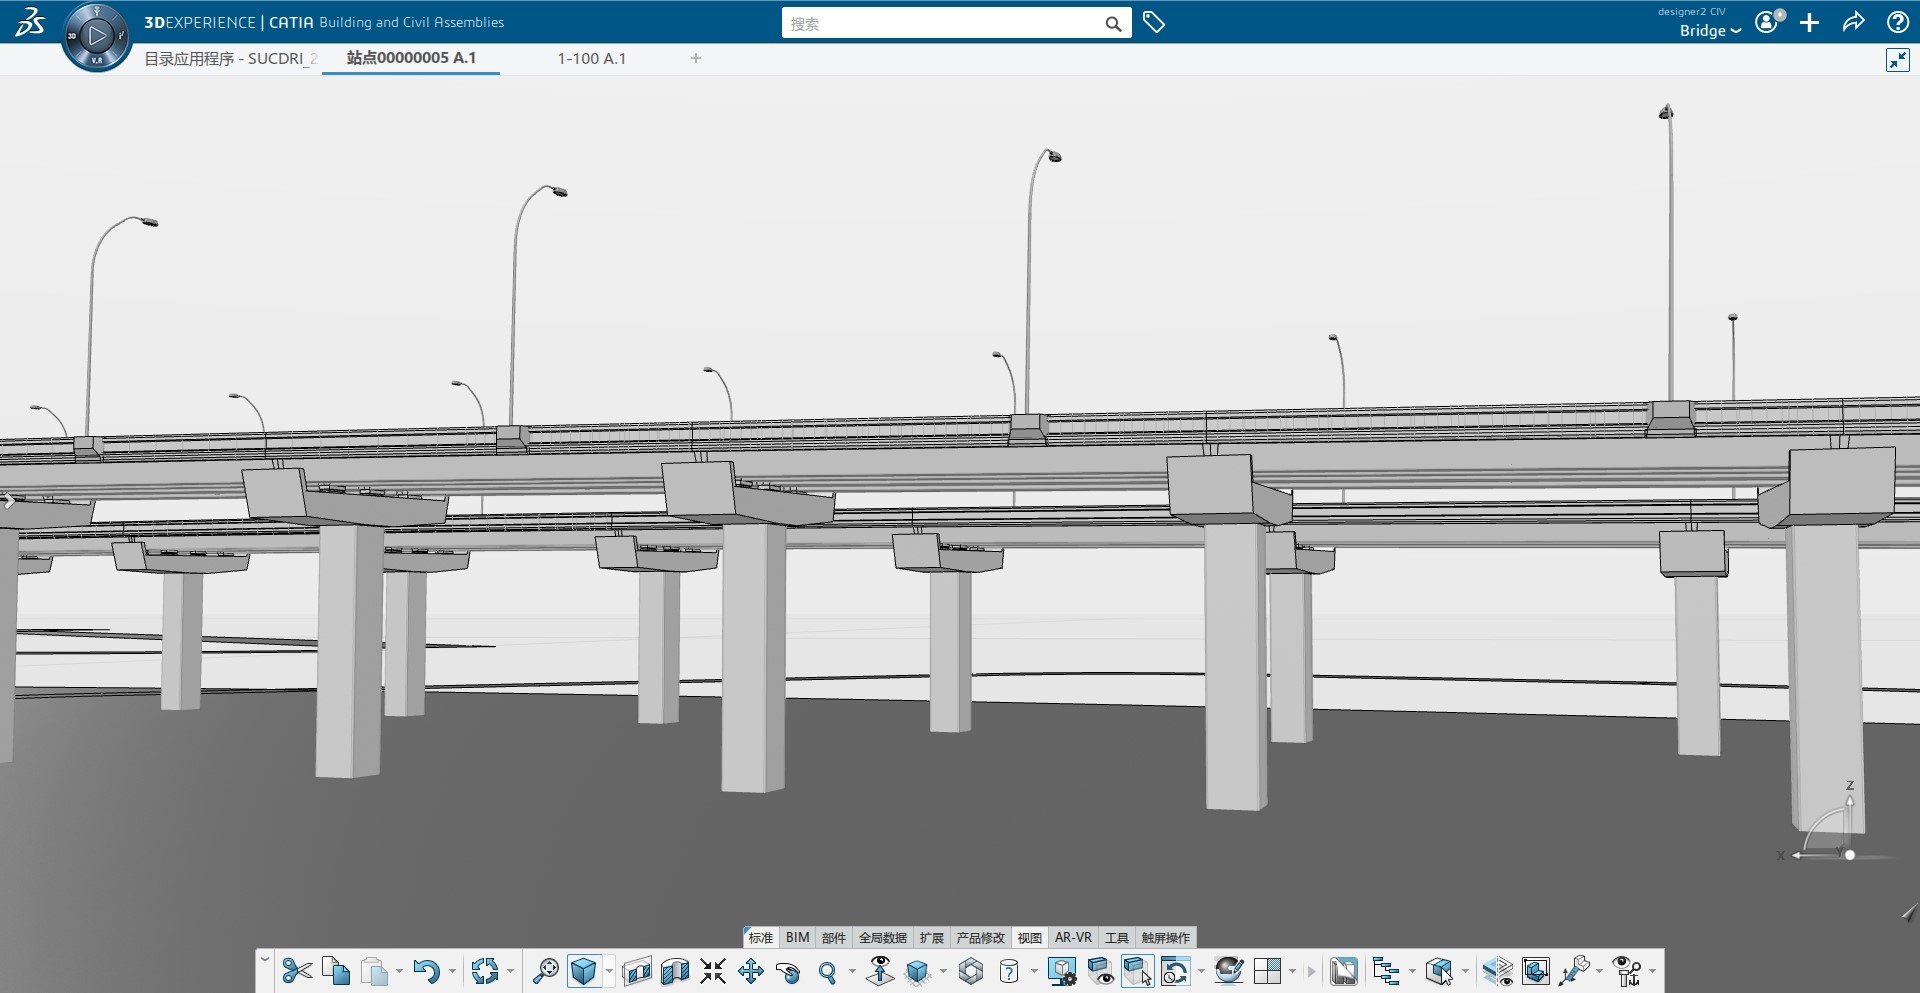 3DEXPERIENCE | CATIA Building and Civil Assemblies
搜索
designer2 CIV
Bridge
3D
V.R
目录应用程序 - SUCDRI_2
站点00000005 A.1
1-100 A.1
Z
X
Y
标准 BIM 部件 全局数据 扩展 产品修改 视图 AR-VR 工具 触屏操作